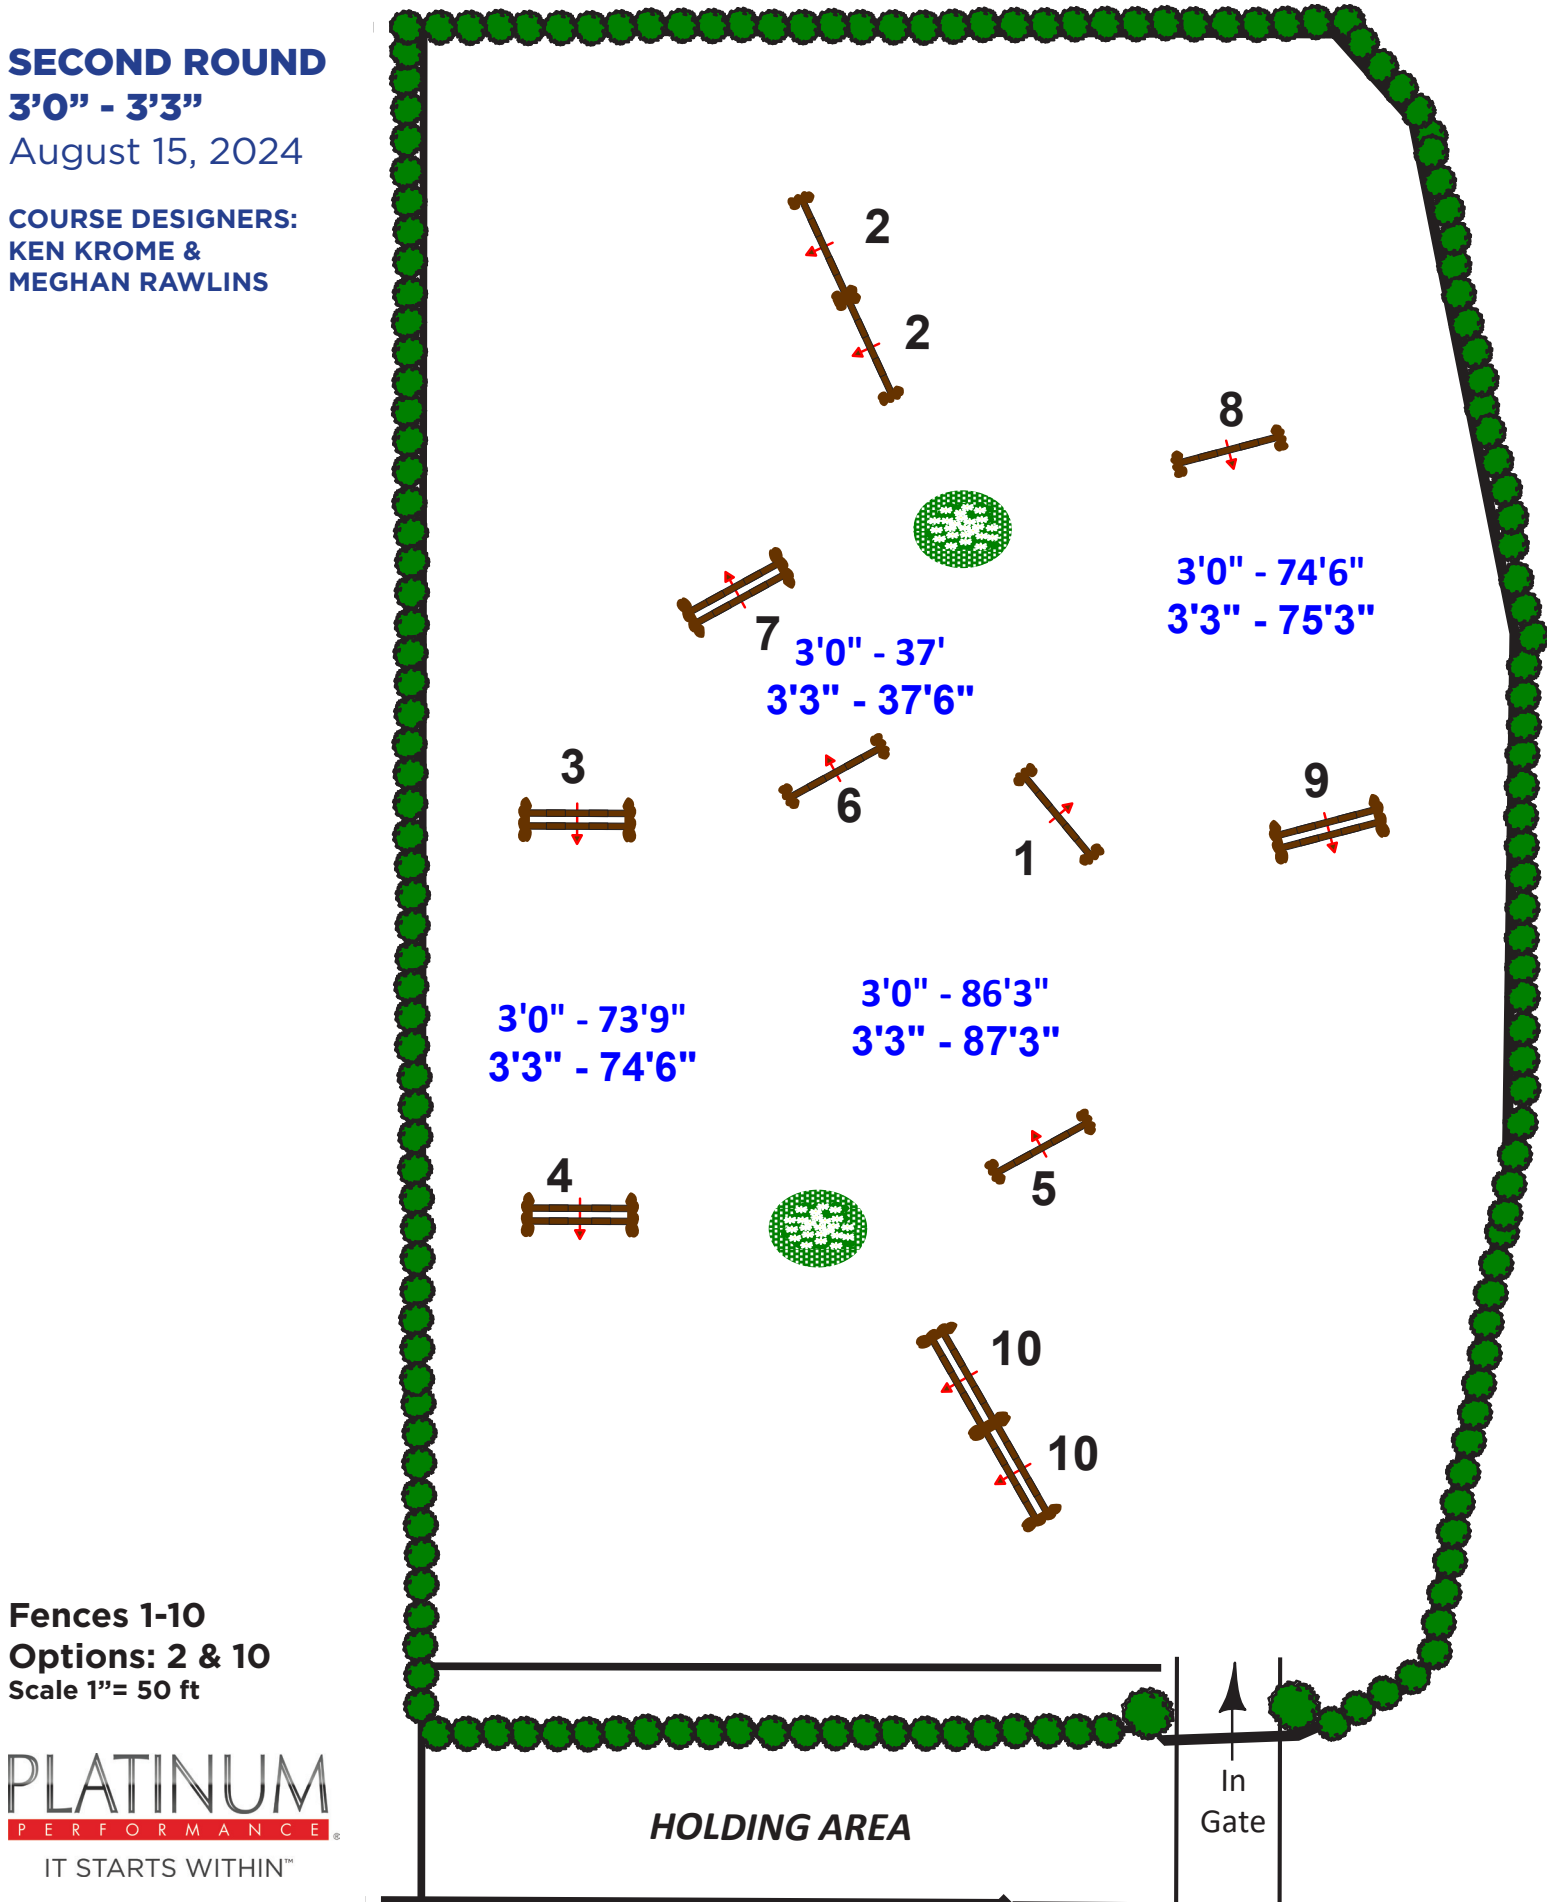 SECOND ROUND
3’0” - 3’3”
August 15, 2024
COURSE DESIGNERS:
KEN KROME &
MEGHAN RAWLINS
2
2
8
3'0" - 74'6"
3'3" - 75'3"
7
3'0" - 37'
3'3" - 37'6"
3
6
1
9
3'0" - 73'9"
3'3" - 74'6"
3'0" - 86'3"
3'3" - 87'3"
4
5
10
10
Fences 1-10
Options: 2 & 10
Scale 1”= 50 ft
PLATINUM
PERFORMANCE®
IT STARTS WITHIN™
HOLDING AREA
In
Gate